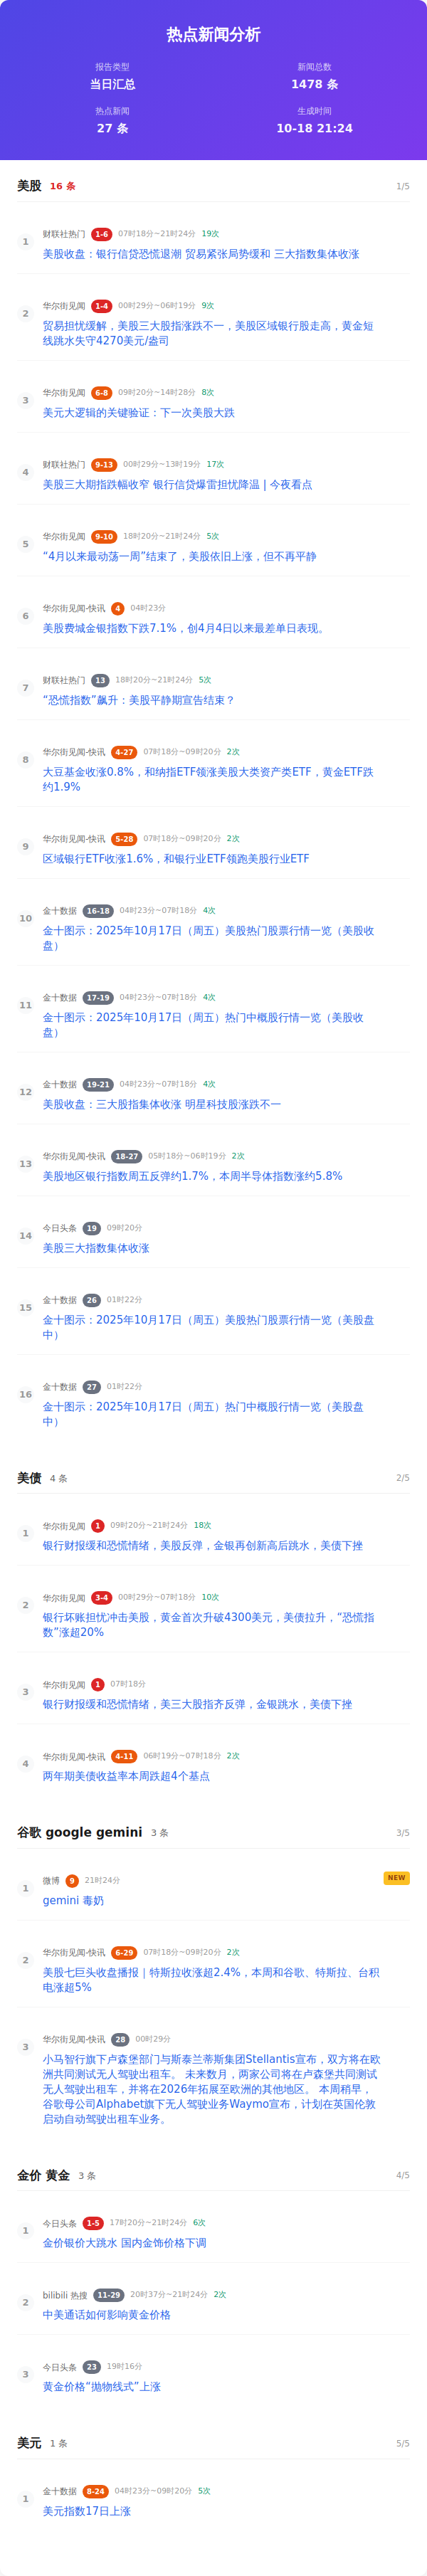 热点新闻分析
报告类型
新闻总数
当日汇总
1478 条
热点新闻
生成时间
27 条
10-18 21:24
美股 16 条 1/5
1
财联社热门 1-6 07时18分~21时24分 19次
美股收盘：银行信贷恐慌退潮 贸易紧张局势缓和 三大指数集体收涨
2
华尔街见闻 1-4 00时29分~06时19分 9次
贸易担忧缓解，美股三大股指涨跌不一，美股区域银行股走高，黄金短
线跳水失守4270美元/盎司
3
华尔街见闻 6-8 09时20分~14时28分 8次
美元大逻辑的关键验证：下一次美股大跌
4
财联社热门 9-13 00时29分~13时19分 17次
美股三大期指跌幅收窄 银行信贷爆雷担忧降温 | 今夜看点
5
华尔街见闻 9-10 18时20分~21时24分 5次
“4月以来最动荡一周”结束了，美股依旧上涨，但不再平静
6
华尔街见闻-快讯 4 04时23分
美股费城金银指数下跌7.1%，创4月4日以来最差单日表现。
7
财联社热门 13 18时20分~21时24分 5次
“恐慌指数”飙升：美股平静期宣告结束？
8
华尔街见闻-快讯 4-27 07时18分~09时20分 2次
大豆基金收涨0.8%，和纳指ETF领涨美股大类资产类ETF，黄金ETF跌
约1.9%
9
华尔街见闻-快讯 5-28 07时18分~09时20分 2次
区域银行ETF收涨1.6%，和银行业ETF领跑美股行业ETF
10
金十数据 16-18 04时23分~07时18分 4次
金十图示：2025年10月17日（周五）美股热门股票行情一览（美股收
盘）
11
金十数据 17-19 04时23分~07时18分 4次
金十图示：2025年10月17日（周五）热门中概股行情一览（美股收
盘）
12
金十数据 19-21 04时23分~07时18分 4次
美股收盘：三大股指集体收涨 明星科技股涨跌不一
13
华尔街见闻-快讯 18-27 05时18分~06时19分 2次
美股地区银行指数周五反弹约1.7%，本周半导体指数涨约5.8%
14
今日头条 19 09时20分
美股三大指数集体收涨
15
金十数据 26 01时22分
金十图示：2025年10月17日（周五）美股热门股票行情一览（美股盘
中）
16
金十数据 27 01时22分
金十图示：2025年10月17日（周五）热门中概股行情一览（美股盘
中）
美债 4 条 2/5
1
华尔街见闻 1 09时20分~21时24分 18次
银行财报缓和恐慌情绪，美股反弹，金银再创新高后跳水，美债下挫
2
华尔街见闻 3-4 00时29分~07时18分 10次
银行坏账担忧冲击美股，黄金首次升破4300美元，美债拉升，“恐慌指
数”涨超20%
3
华尔街见闻 1 07时18分
银行财报缓和恐慌情绪，美三大股指齐反弹，金银跳水，美债下挫
4
华尔街见闻-快讯 4-11 06时19分~07时18分 2次
两年期美债收益率本周跌超4个基点
谷歌 google gemini 3 条 3/5
NEW
1
微博 9 21时24分
gemini 毒奶
2
华尔街见闻-快讯 6-29 07时18分~09时20分 2次
美股七巨头收盘播报｜特斯拉收涨超2.4%，本周和谷歌、特斯拉、台积
电涨超5%
3
华尔街见闻-快讯 28 00时29分
小马智行旗下卢森堡部门与斯泰兰蒂斯集团Stellantis宣布，双方将在欧
洲共同测试无人驾驶出租车。 未来数月，两家公司将在卢森堡共同测试
无人驾驶出租车，并将在2026年拓展至欧洲的其他地区。 本周稍早，
谷歌母公司Alphabet旗下无人驾驶业务Waymo宣布，计划在英国伦敦
启动自动驾驶出租车业务。
金价 黄金 3 条 4/5
1
今日头条 1-5 17时20分~21时24分 6次
金价银价大跳水 国内金饰价格下调
2
bilibili 热搜 11-29 20时37分~21时24分 2次
中美通话如何影响黄金价格
3
今日头条 23 19时16分
黄金价格“抛物线式”上涨
美元 1 条 5/5
1
金十数据 8-24 04时23分~09时20分 5次
美元指数17日上涨